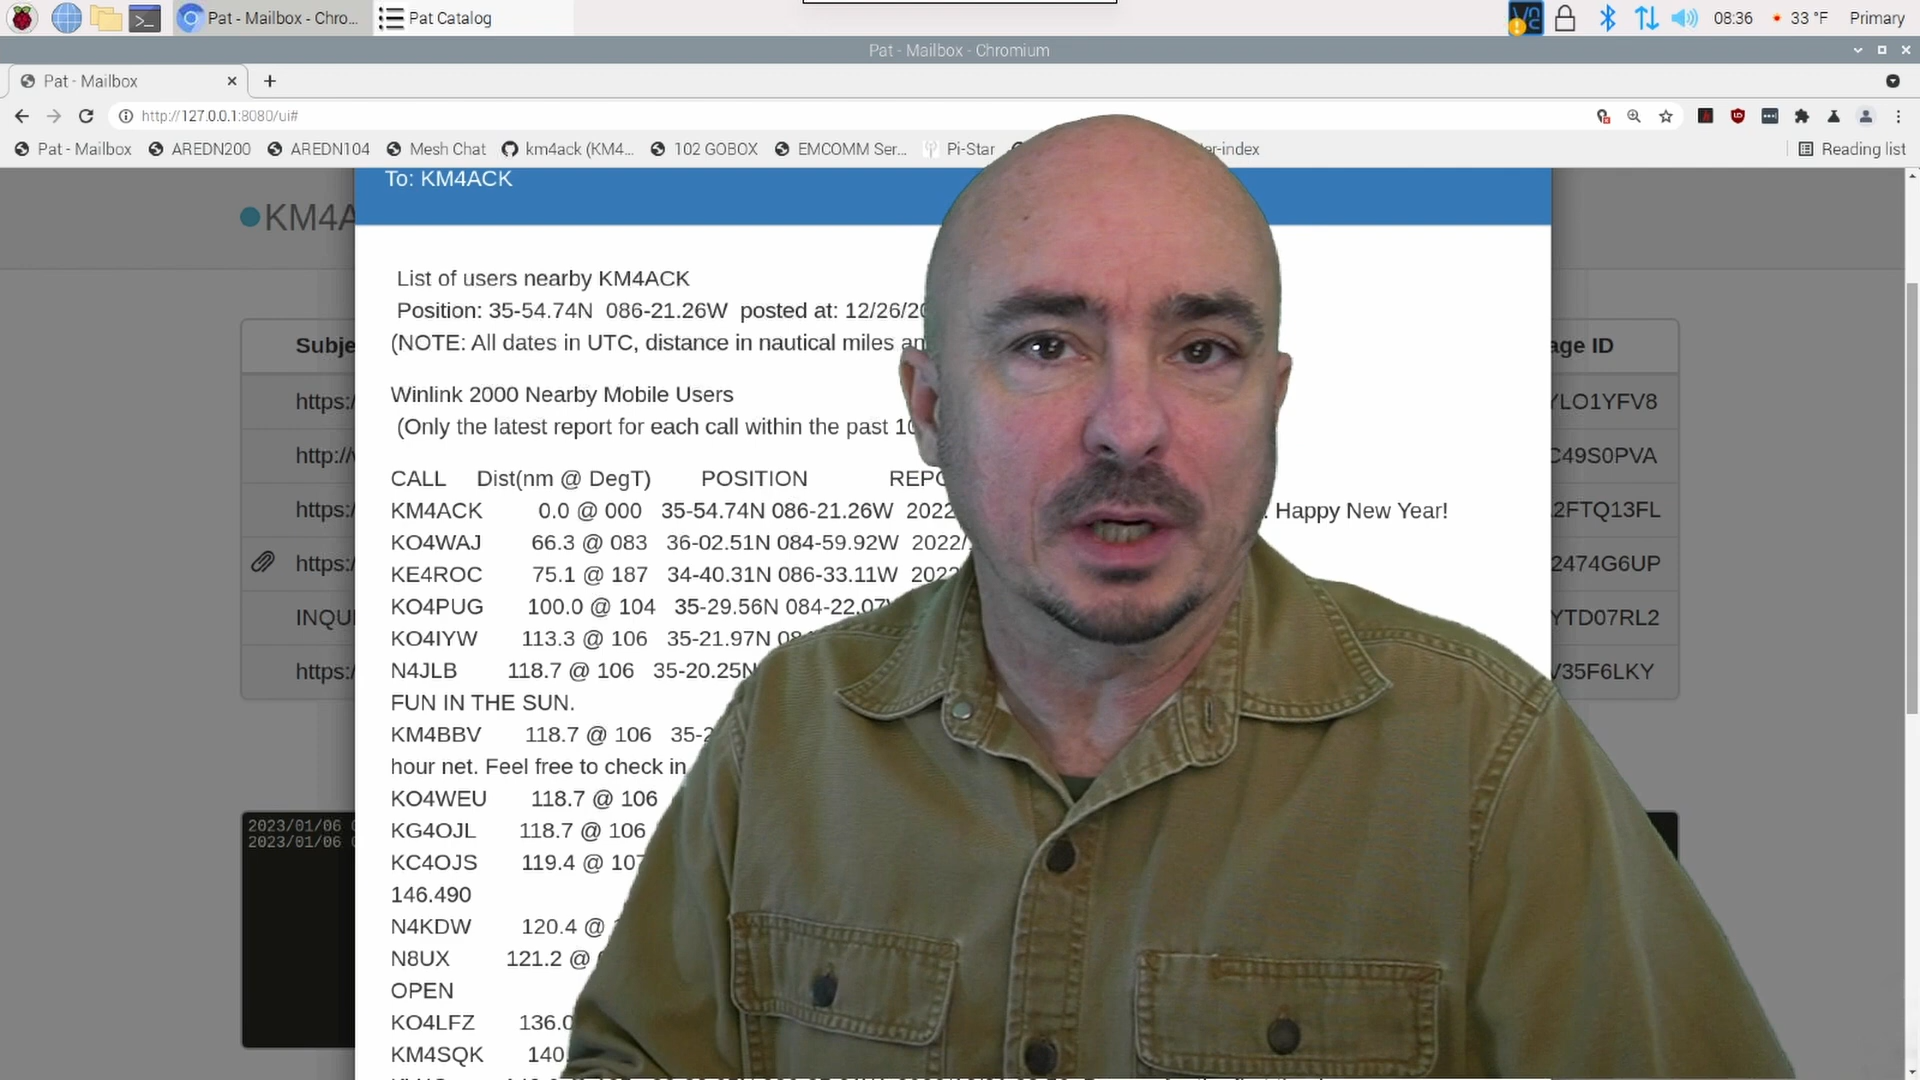 Pat - Mailbox - Chro...
Pat Catalog
08:36
33 °F
Primary
Pat - Mailbox - Chromium
Pat - Mailbox
http://127.0.0.1:8080/ui#
Pat - Mailbox
AREDN200
AREDN104
Mesh Chat
km4ack (KM4...
102 GOBOX
EMCOMM Ser...
Pi-Star
er-index
Reading list
KM4A
To: KM4ACK
List of users nearby KM4ACK
Position: 35-54.74N 086-21.26W posted at: 12/26/20
(NOTE: All dates in UTC, distance in nautical miles an
Winlink 2000 Nearby Mobile Users
(Only the latest report for each call within the past 10
CALL Dist(nm @ DegT) POSITION REPO
KM4ACK 0.0 @ 000 35-54.74N 086-21.26W 2022 . Happy New Year!
KO4WAJ 66.3 @ 083 36-02.51N 084-59.92W 2022/
KE4ROC 75.1 @ 187 34-40.31N 086-33.11W 2022
KO4PUG 100.0 @ 104 35-29.56N 084-22.07W
KO4IYW 113.3 @ 106 35-21.97N
N4JLB 118.7 @ 106 35-20.25N
FUN IN THE SUN.
KM4BBV 118.7 @ 106 35-2
hour net. Feel free to check in
KO4WEU 118.7 @ 106
KG4OJL 118.7 @ 106
KC4OJS 119.4 @ 107
146.490
N4KDW 120.4 @
N8UX 121.2 @
OPEN
KO4LFZ 136.0
KM4SQK 140.
Subje
https:/
http://
https:/
https:/
INQU
https:/
age ID
YLO1YFV8
C49S0PVA
2FTQ13FL
2474G6UP
YTD07RL2
V35F6LKY
2023/01/06
2023/01/06